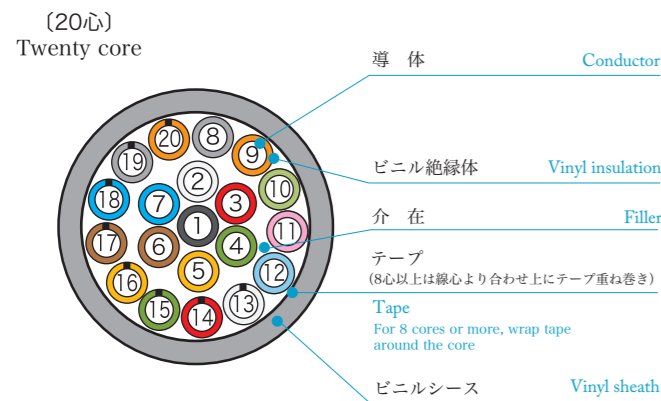 〔20心〕
Twenty core
導 体 Conductor
ビニル絶縁体 Vinyl insulation
介 在 Filler
テープ
(8心以上は線心より合わせ上にテープ重ね巻き)
Tape
For 8 cores or more, wrap tape
around the core
ビニルシース Vinyl sheath
1
2
3
4
5
6
7
8
9
10
11
12
13
14
15
16
17
18
19
20